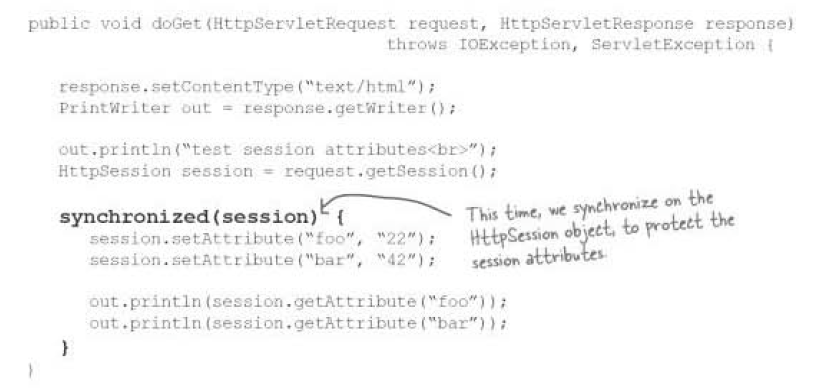 public void doGet(HttpServletRequest request, HttpServletResponse response)
throws IOException, ServletException {
response.setContentType("text/html");
PrintWriter out = response.getWriter();
out.println("test session attributes<br>");
HttpSession session = request.getSession();
synchronized(session) {
session.setAttribute("foo", "22");
session.setAttribute("bar", "42");
out.println(session.getAttribute("foo"));
out.println(session.getAttribute("bar"));
}
}
This time, we synchronize on the
HttpSession object, to protect the
session attributes.